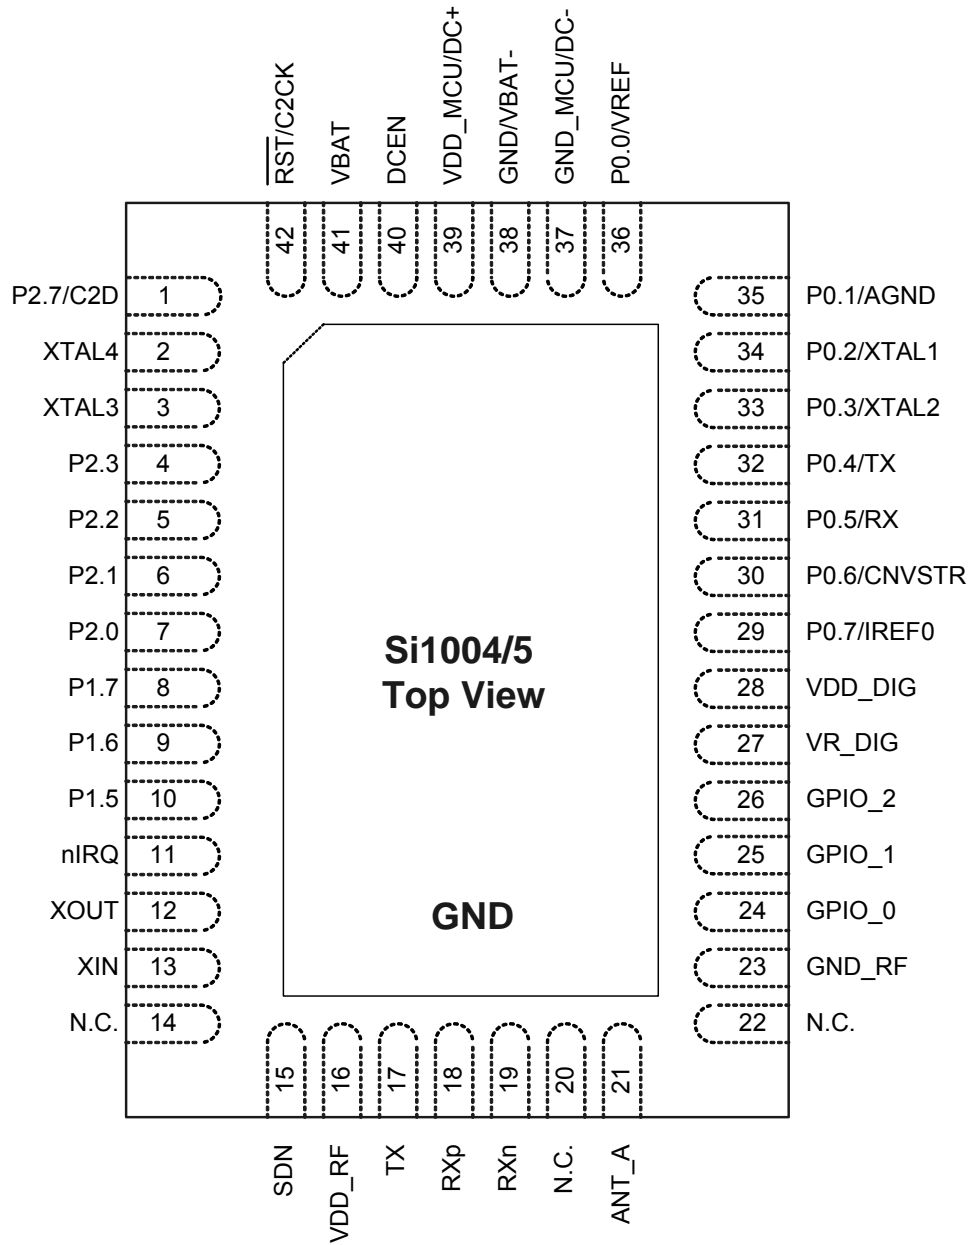 RST/C2CK
VBAT
DCEN
VDD_MCU/DC+
GND/VBAT-
GND_MCU/DC-
P0.0/VREF
42
41
40
39
38
37
36
P2.7/C2D 1
35 P0.1/AGND
XTAL4 2
34 P0.2/XTAL1
XTAL3 3
33 P0.3/XTAL2
P2.3 4
32 P0.4/TX
P2.2 5
31 P0.5/RX
P2.1 6
30 P0.6/CNVSTR
P2.0 7
29 P0.7/IREF0
P1.7 8
28 VDD_DIG
P1.6 9
27 VR_DIG
P1.5 10
26 GPIO_2
nIRQ 11
25 GPIO_1
XOUT 12
24 GPIO_0
XIN 13
23 GND_RF
N.C. 14
22 N.C.
Si1004/5
Top View
GND
15
16
17
18
19
20
21
SDN
VDD_RF
TX
RXp
RXn
N.C.
ANT_A